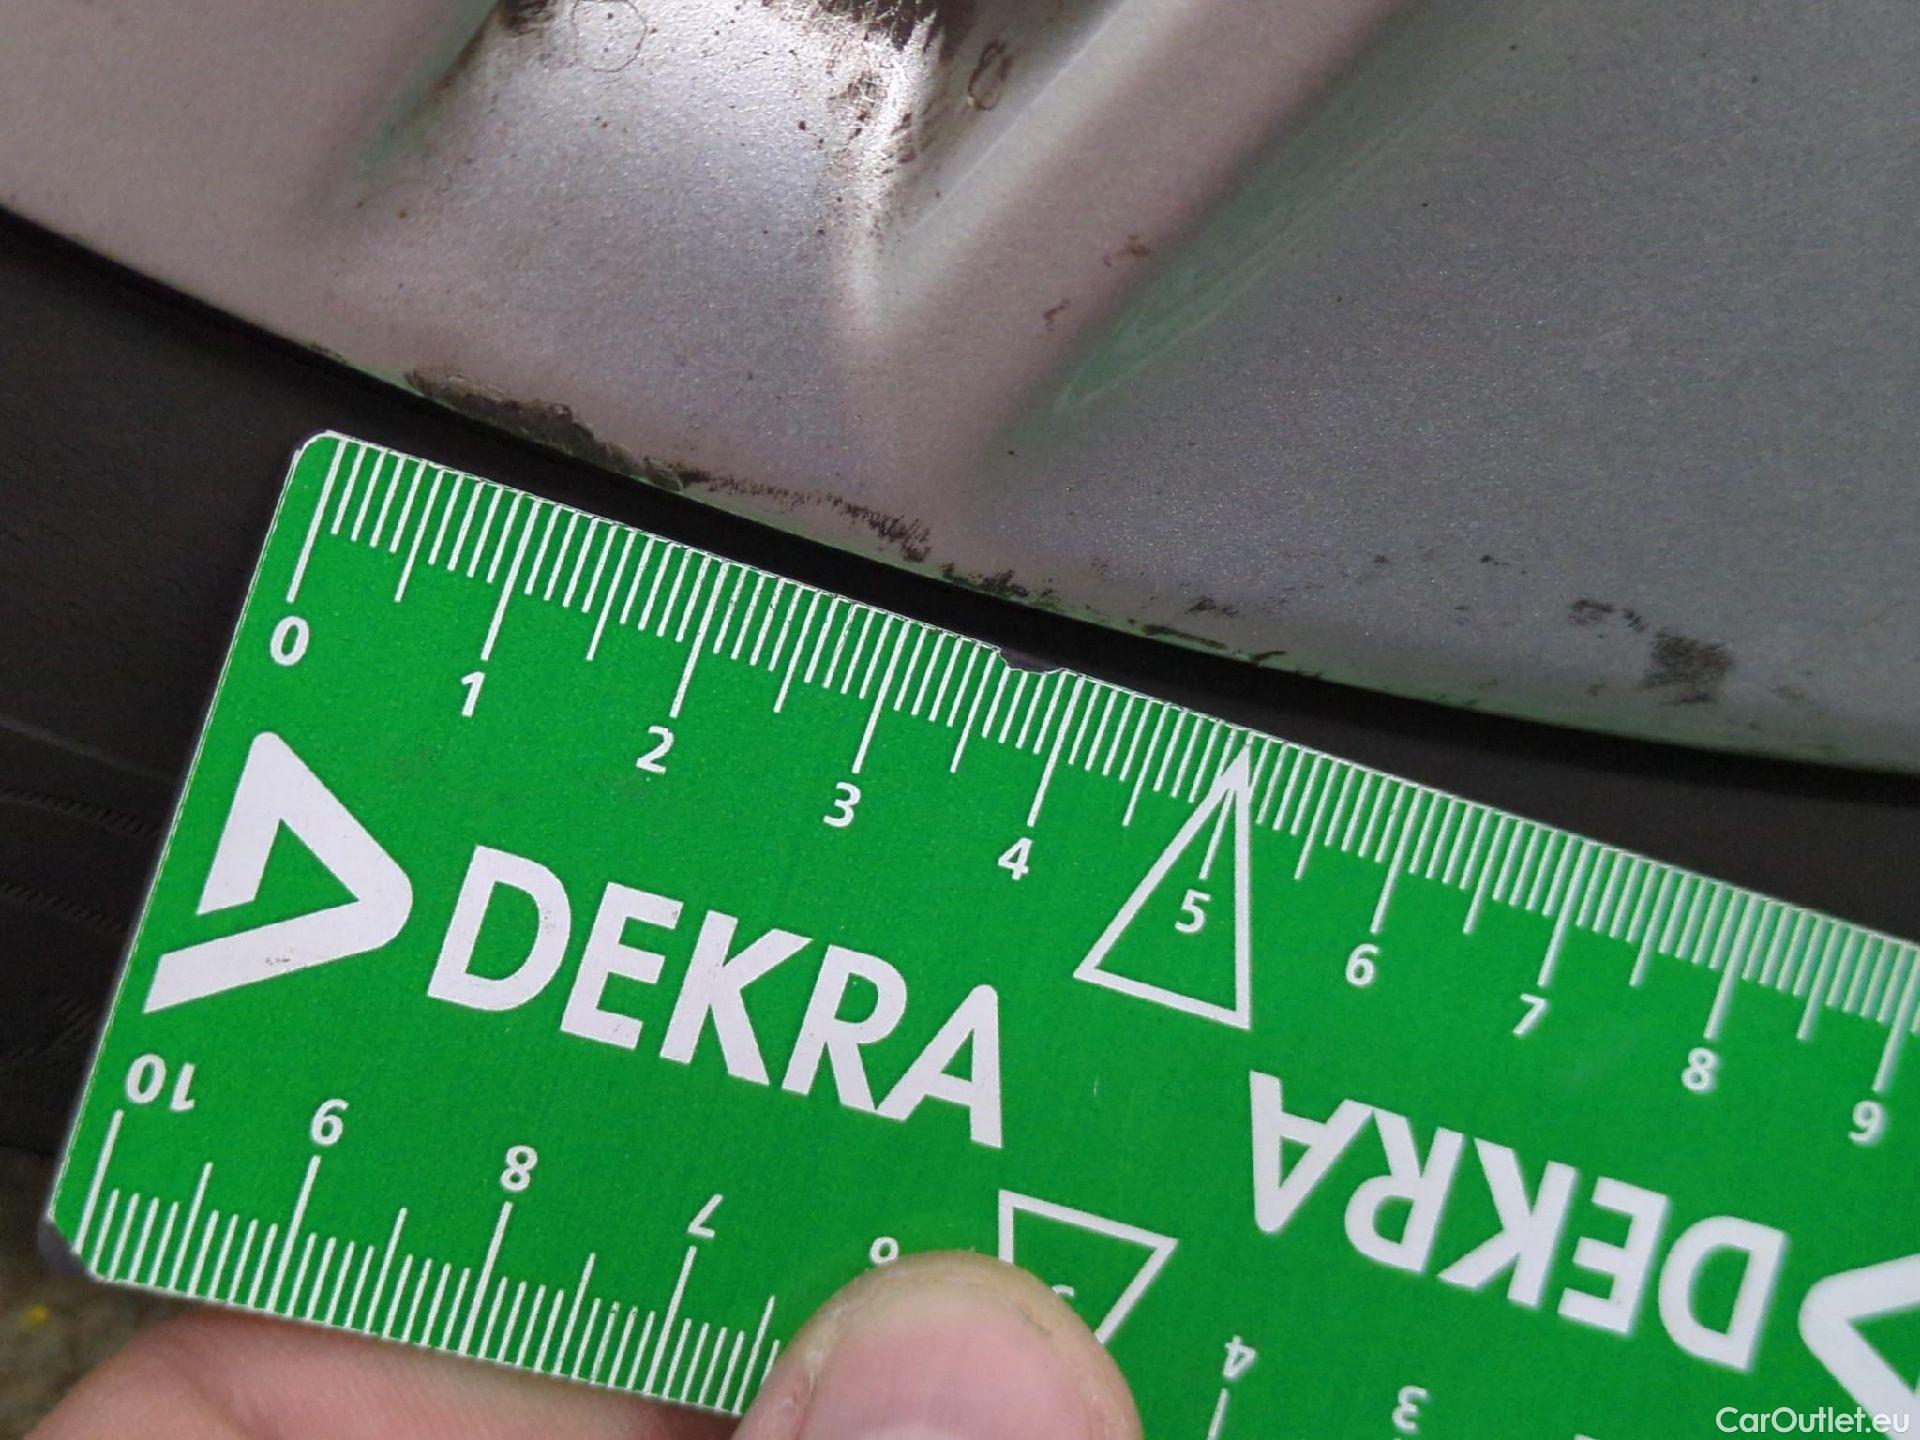 0 1 2 3 4 5 6 7 8 9
DEKRA
DEKRA
10 9 8 7 6 4 3
CarOutlet.eu